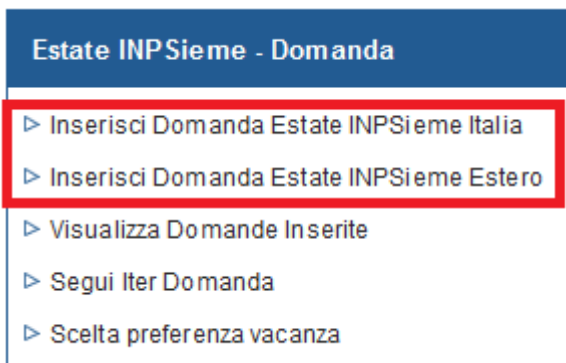 Estate INPSieme - Domanda
Inserisci Domanda Estate INPSieme Italia
Inserisci Domanda Estate INPSieme Estero
Visualizza Domande Inserite
Segui Iter Domanda
Scelta preferenza vacanza